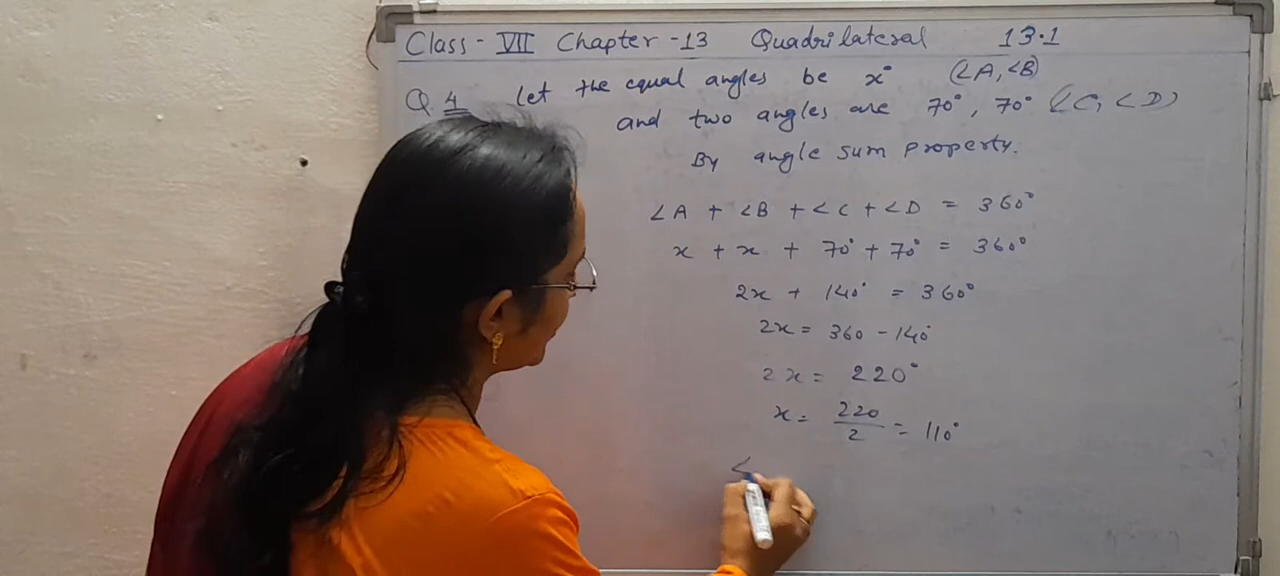 Class - VII Chapter - 13 Quadrilateral 13.1
Q.4 Let the equal angles be x° (∠A, ∠B)
and two angles are 70°, 70° (∠C, ∠D)
By angle sum property.
∠A + ∠B + ∠C + ∠D = 360°
x + x + 70° + 70° = 360°
2x + 140° = 360°
2x = 360 - 140°
2x = 220°
x = 220/2 = 110°
∠